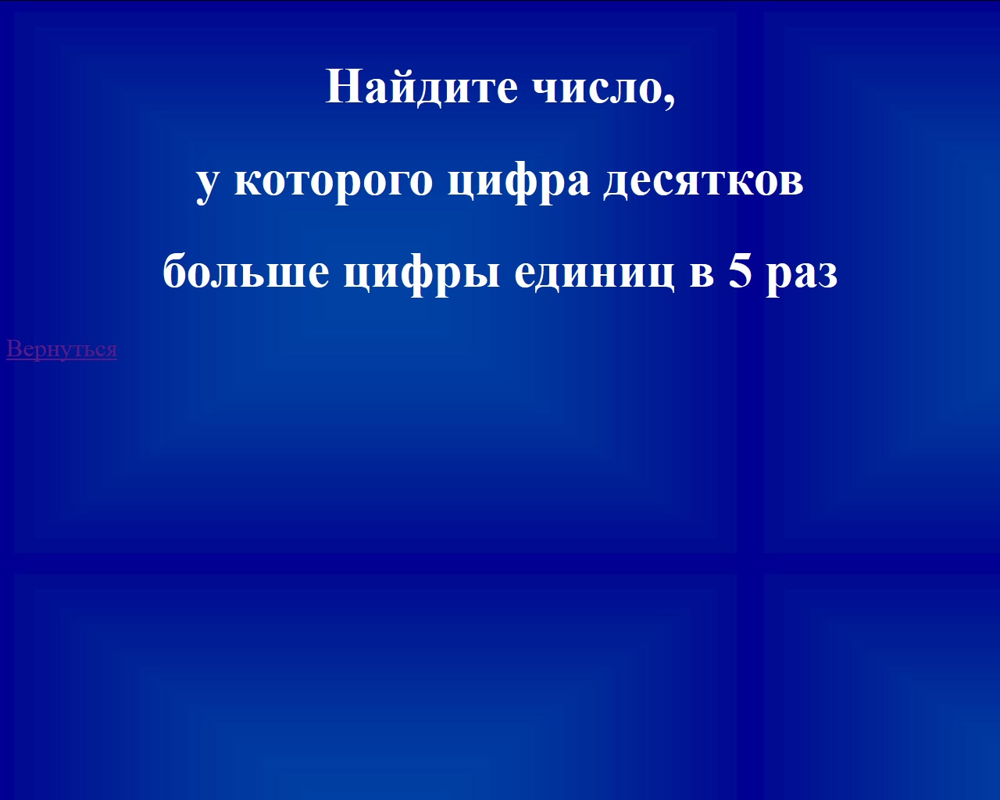 Найдите число,
у которого цифра десятков
больше цифры единиц в 5 раз
Вернуться